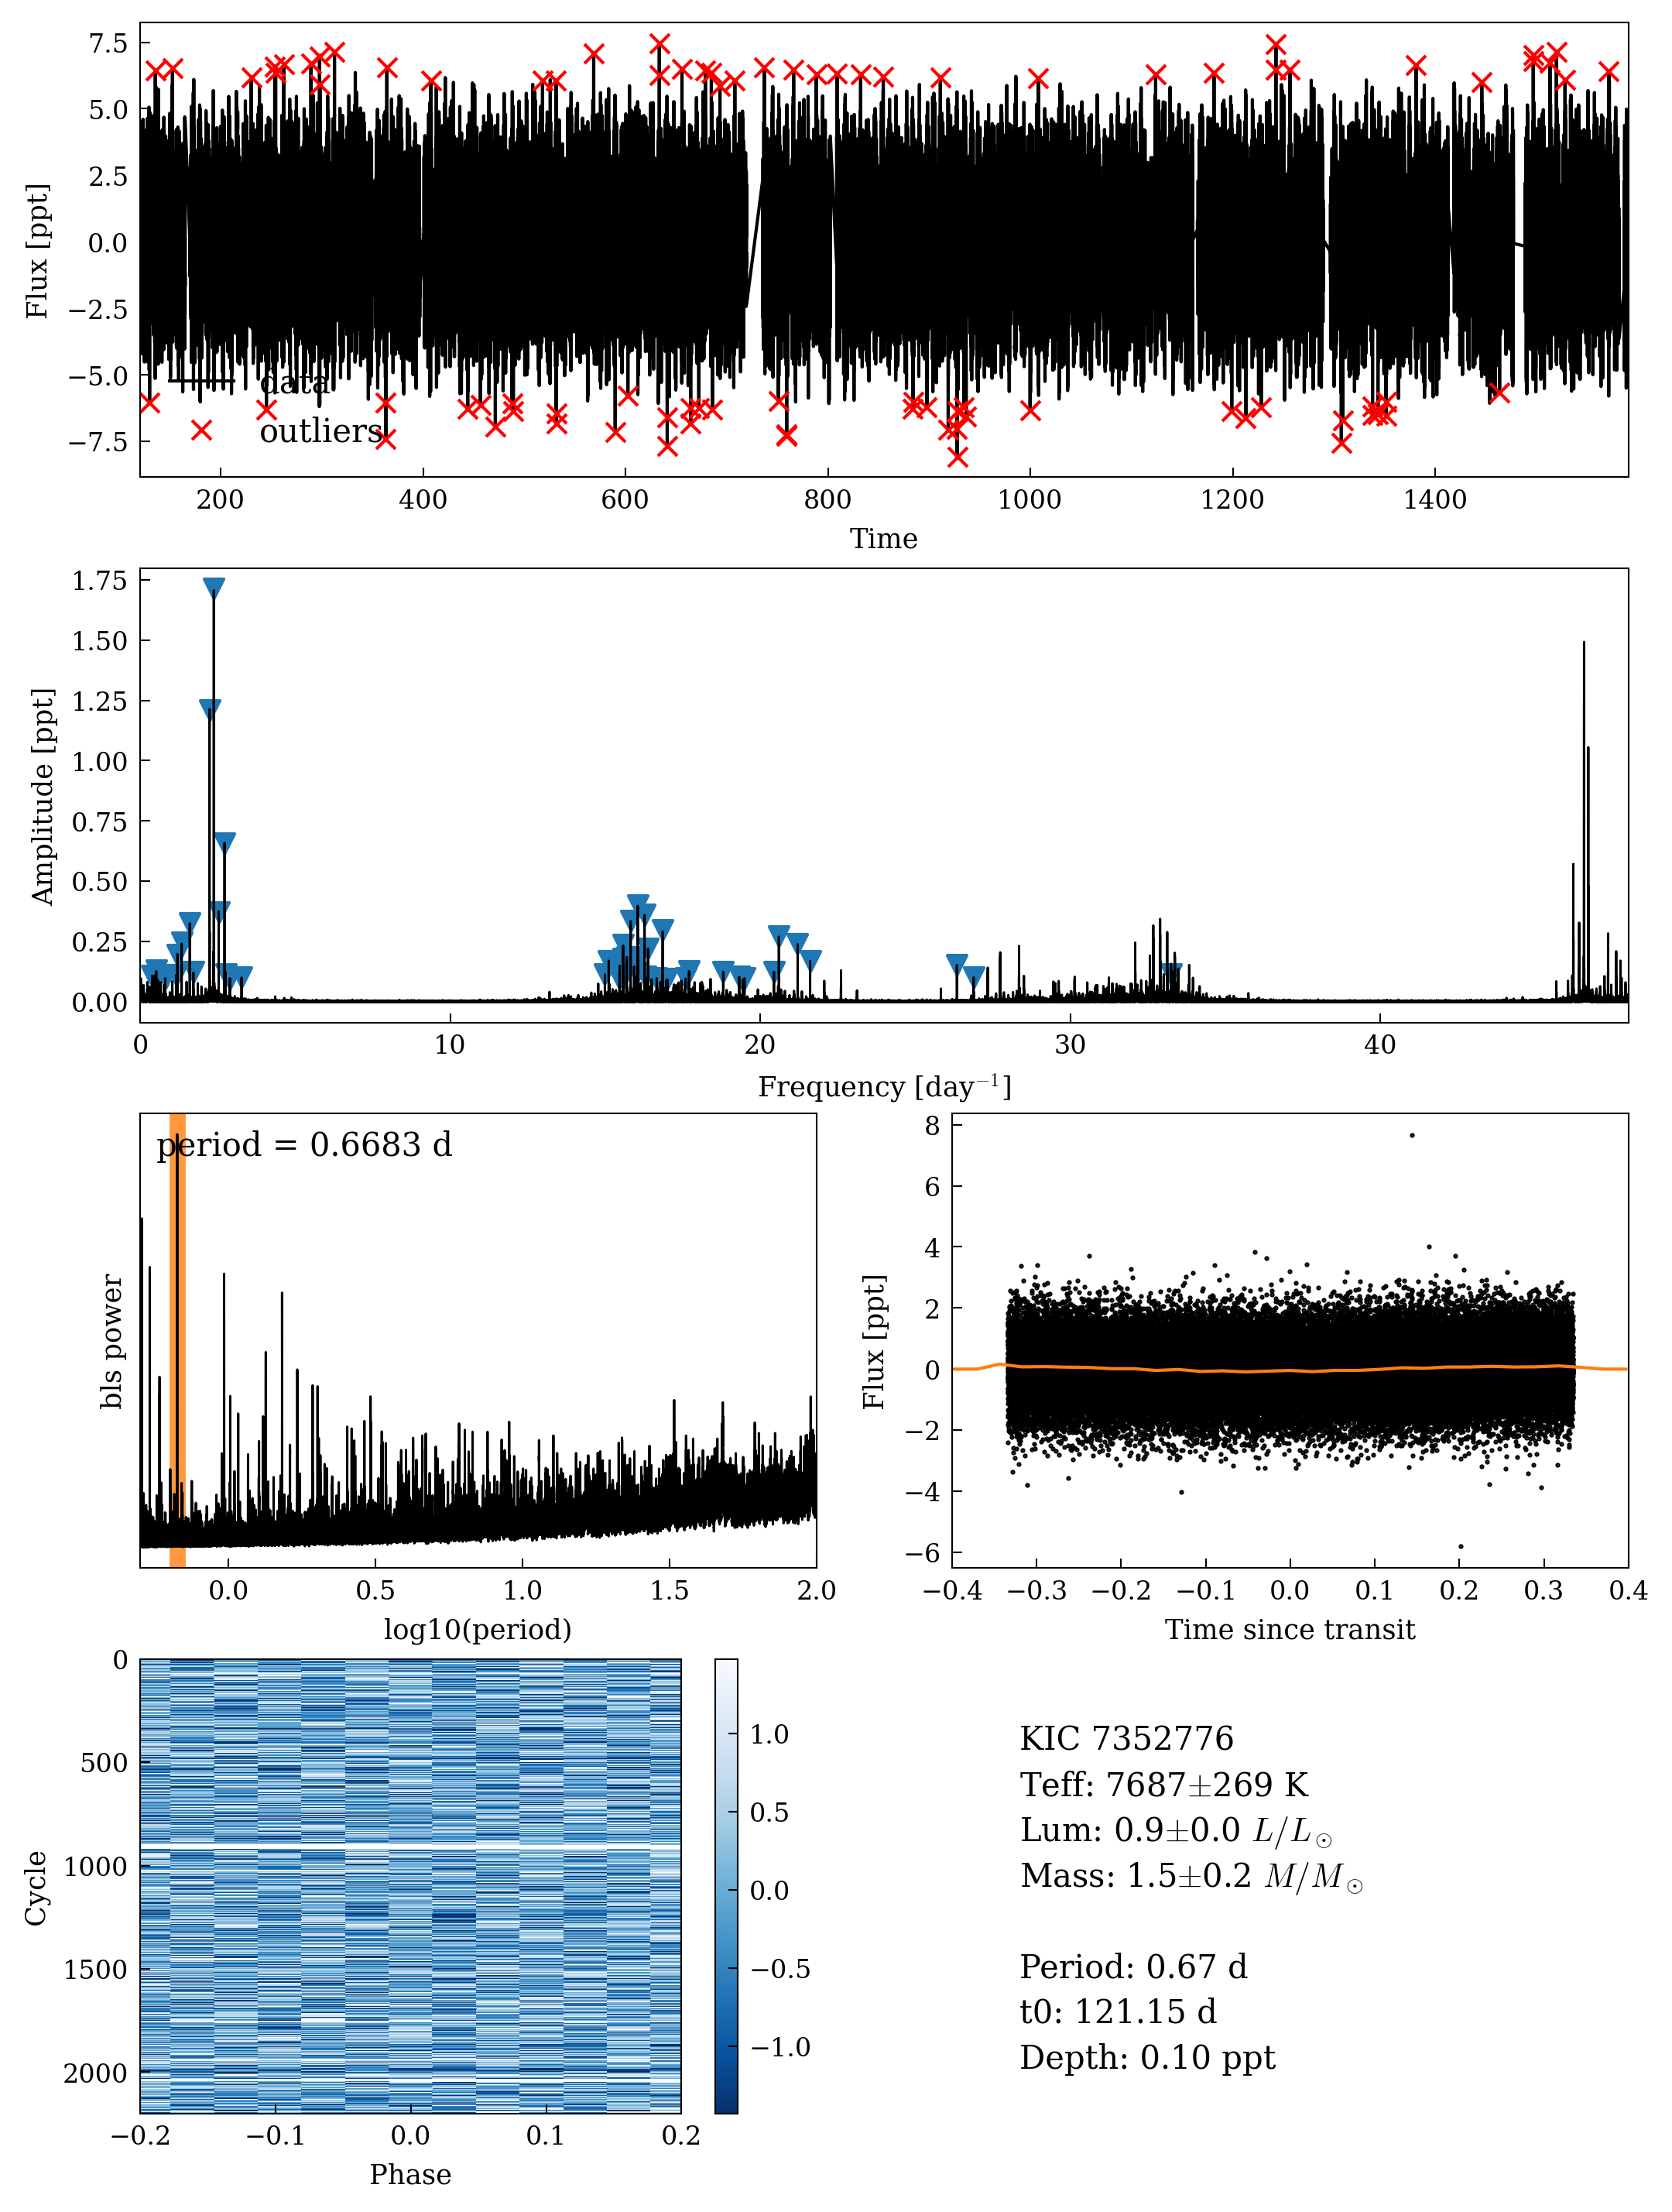 7.5
5.0
2.5
0.0
−2.5
−5.0
−7.5
Flux [ppt]
data
outliers
200 400 600 800 1000 1200 1400
Time
1.75
1.50
1.25
1.00
0.75
0.50
0.25
0.00
Amplitude [ppt]
0 10 20 30 40
Frequency [day⁻¹]
period = 0.6683 d
bls power
0.0 0.5 1.0 1.5 2.0
log10(period)
8
6
4
2
0
−2
−4
−6
Flux [ppt]
−0.4 −0.3 −0.2 −0.1 0.0 0.1 0.2 0.3 0.4
Time since transit
0
500
1000
1500
2000
Cycle
−0.2 −0.1 0.0 0.1 0.2
Phase
1.0
0.5
0.0
−0.5
−1.0
KIC 7352776
Teff: 7687±269 K
Lum: 0.9±0.0 L/L⊙
Mass: 1.5±0.2 M/M⊙
Period: 0.67 d
t0: 121.15 d
Depth: 0.10 ppt